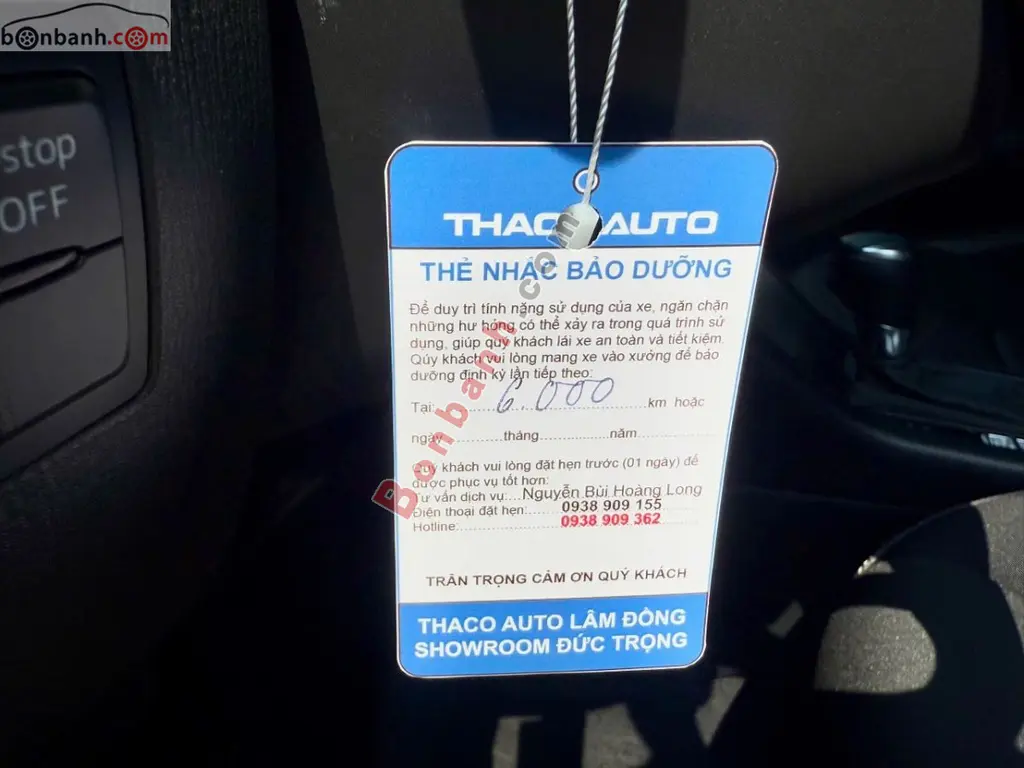 bonbanh.com
stop
OFF
THACO AUTO
THẺ NHẮC BẢO DƯỠNG
Để duy trì tính năng sử dụng của xe, ngăn chặn
những hư hỏng có thể xảy ra trong quá trình sử
dụng, giúp quý khách lái xe an toàn và tiết kiệm.
Qúy khách vui lòng mang xe vào xưởng để bảo
dưỡng định kỳ lần tiếp theo:
Tại:..........6.000..........km hoặc
ngày..........tháng..........năm..........
Quý khách vui lòng đặt hẹn trước (01 ngày) để
được phục vụ tốt hơn:
Tư vấn dịch vụ:...Nguyễn Bùi Hoàng Long
Điện thoại đặt hẹn:......0938 909 155
Hotline:..........0938 909 362
TRÂN TRỌNG CẢM ƠN QUÝ KHÁCH
THACO AUTO LÂM ĐỒNG
SHOWROOM ĐỨC TRỌNG
Bonbanh.com